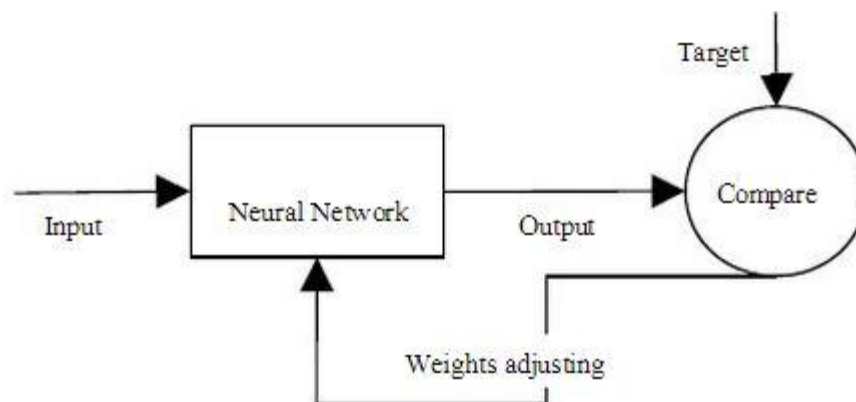 Target
Neural Network
Compare
Input
Output
Weights adjusting